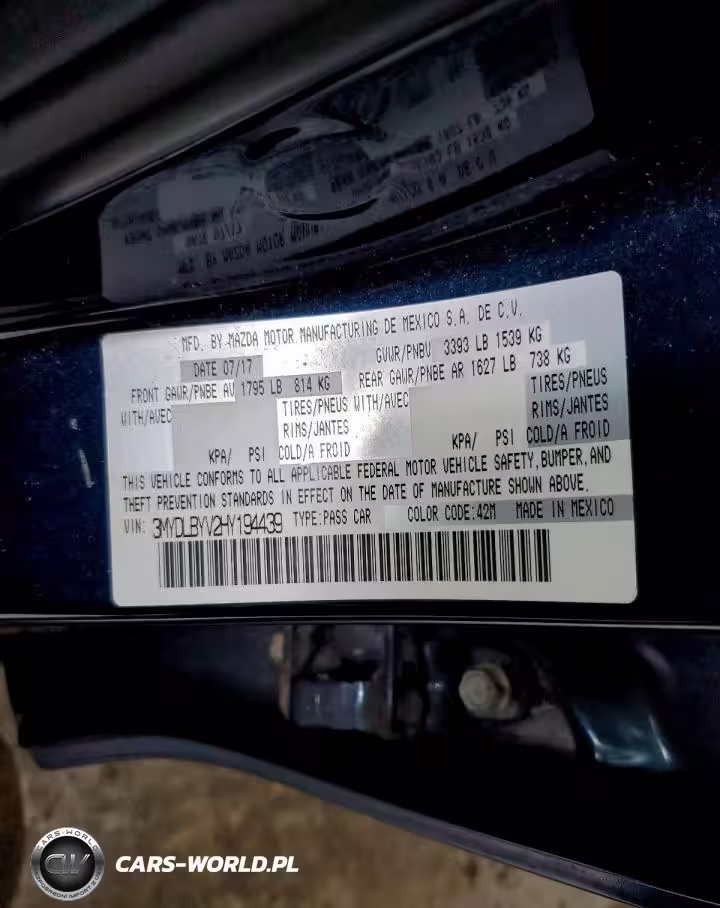 MFD. BY MAZDA MOTOR MANUFACTURING DE MEXICO S.A. DE C.V.
DATE 07/17 GVWR/PNBV 3393 LB 1539 KG
FRONT GAWR/PNBE AV 1795 LB 814 KG REAR GAWR/PNBE AR 1627 LB 738 KG
WITH/AVEC TIRES/PNEUS WITH/AVEC TIRES/PNEUS
RIMS/JANTES RIMS/JANTES
KPA/ PSI COLD/A FROID KPA/ PSI COLD/A FROID
THIS VEHICLE CONFORMS TO ALL APPLICABLE FEDERAL MOTOR VEHICLE SAFETY, BUMPER, AND
THEFT PREVENTION STANDARDS IN EFFECT ON THE DATE OF MANUFACTURE SHOWN ABOVE.
VIN: 3MYDLBYV2HY194439 TYPE:PASS CAR COLOR CODE:42M MADE IN MEXICO
CARS-WORLD
CW
CARS-WORLD.PL